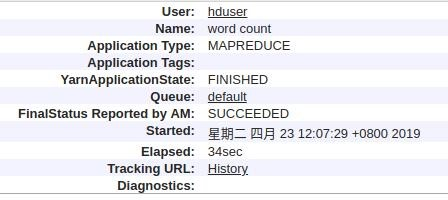 User: hduser
Name: word count
Application Type: MAPREDUCE
Application Tags:
YarnApplicationState: FINISHED
Queue: default
FinalStatus Reported by AM: SUCCEEDED
Started: 星期二 四月 23 12:07:29 +0800 2019
Elapsed: 34sec
Tracking URL: History
Diagnostics: